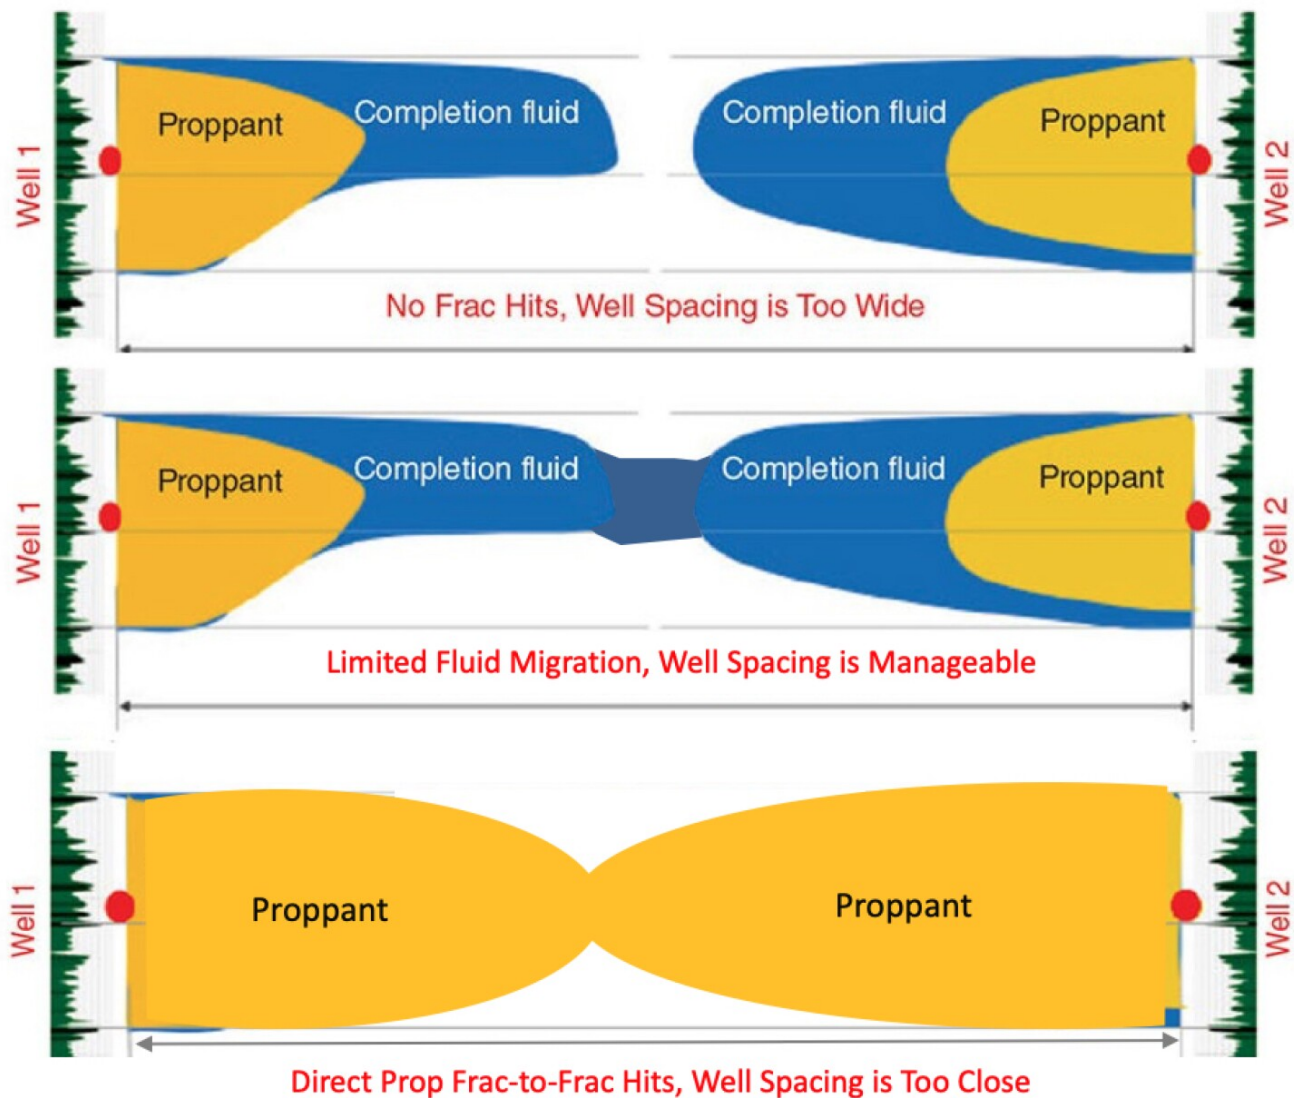 Well 1
Proppant
Completion fluid
Completion fluid
Proppant
Well 2
No Frac Hits, Well Spacing is Too Wide
Well 1
Proppant
Completion fluid
Completion fluid
Proppant
Well 2
Limited Fluid Migration, Well Spacing is Manageable
Well 1
Proppant
Proppant
Well 2
Direct Prop Frac-to-Frac Hits, Well Spacing is Too Close